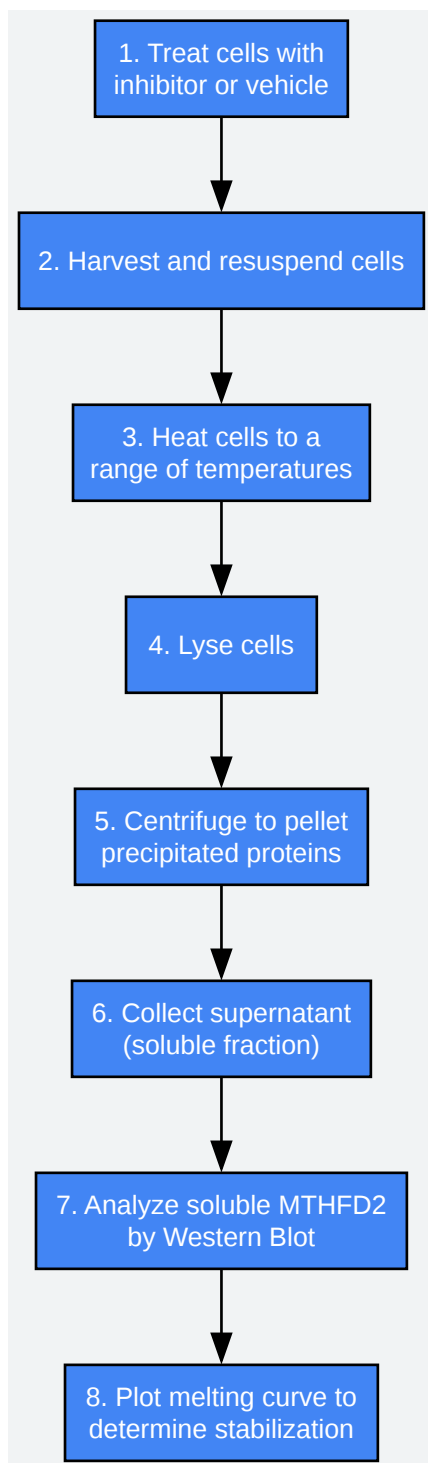 1. Treat cells with
inhibitor or vehicle
2. Harvest and resuspend cells
3. Heat cells to a
range of temperatures
4. Lyse cells
5. Centrifuge to pellet
precipitated proteins
6. Collect supernatant
(soluble fraction)
7. Analyze soluble MTHFD2
by Western Blot
8. Plot melting curve to
determine stabilization